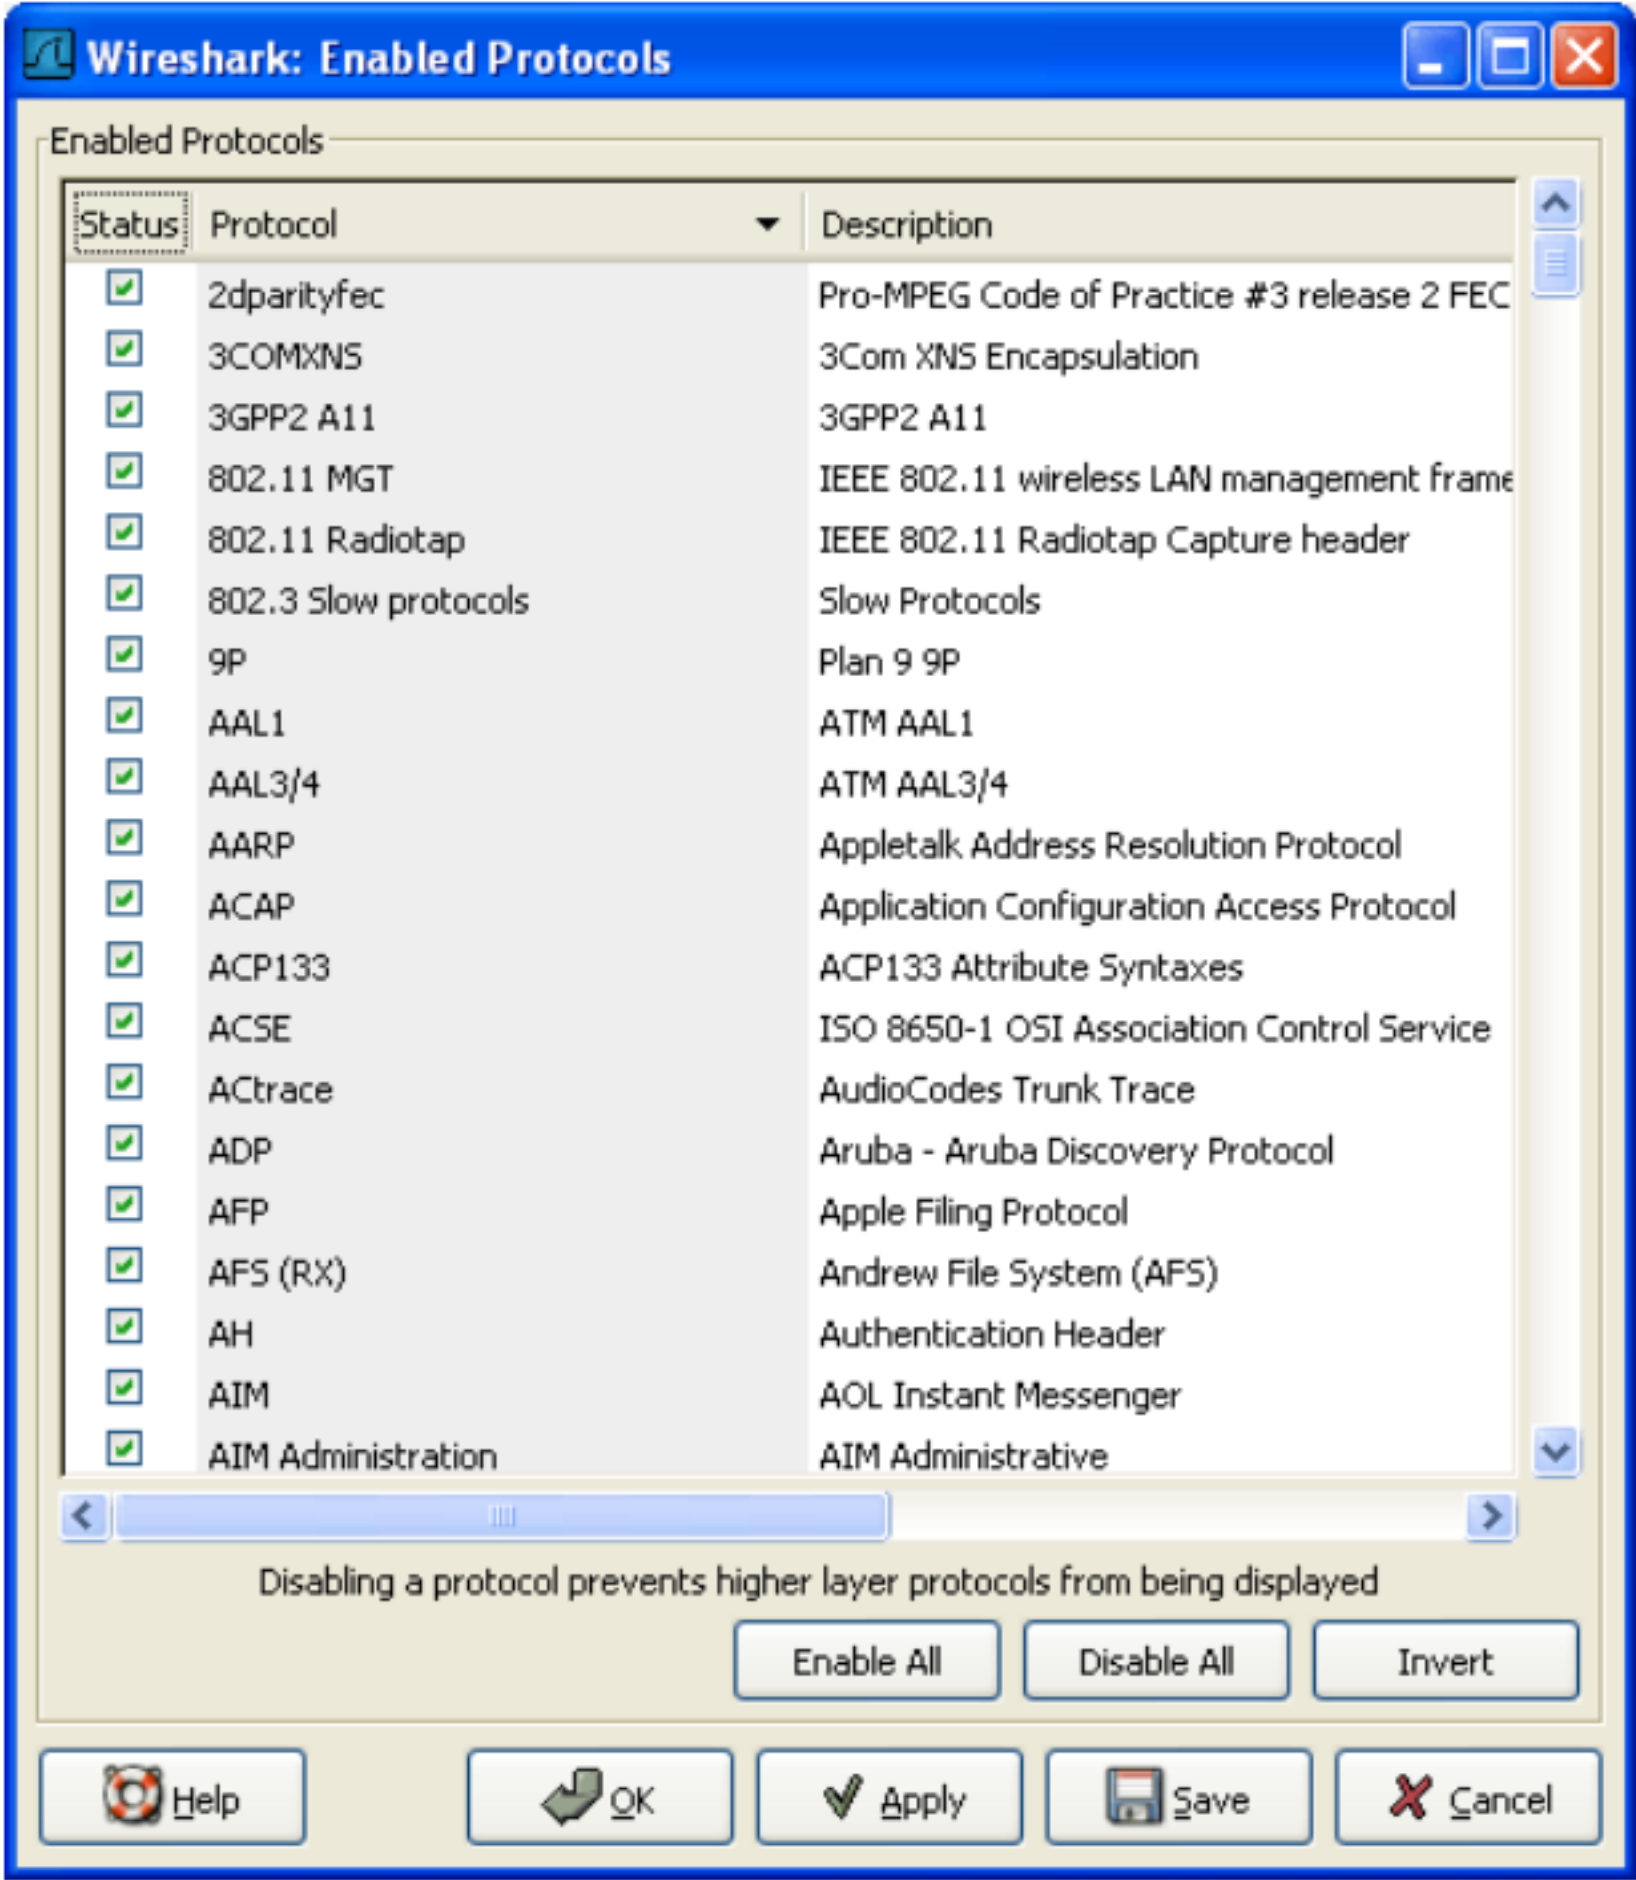 Wireshark: Enabled Protocols
Enabled Protocols
Status Protocol Description
2dparityfec Pro-MPEG Code of Practice #3 release 2 FEC
3COMXNS 3Com XNS Encapsulation
3GPP2 A11 3GPP2 A11
802.11 MGT IEEE 802.11 wireless LAN management frame
802.11 Radiotap IEEE 802.11 Radiotap Capture header
802.3 Slow protocols Slow Protocols
9P Plan 9 9P
AAL1 ATM AAL1
AAL3/4 ATM AAL3/4
AARP Appletalk Address Resolution Protocol
ACAP Application Configuration Access Protocol
ACP133 ACP133 Attribute Syntaxes
ACSE ISO 8650-1 OSI Association Control Service
ACtrace AudioCodes Trunk Trace
ADP Aruba - Aruba Discovery Protocol
AFP Apple Filing Protocol
AFS (RX) Andrew File System (AFS)
AH Authentication Header
AIM AOL Instant Messenger
AIM Administration AIM Administrative
Disabling a protocol prevents higher layer protocols from being displayed
Enable All Disable All Invert
Help OK Apply Save Cancel